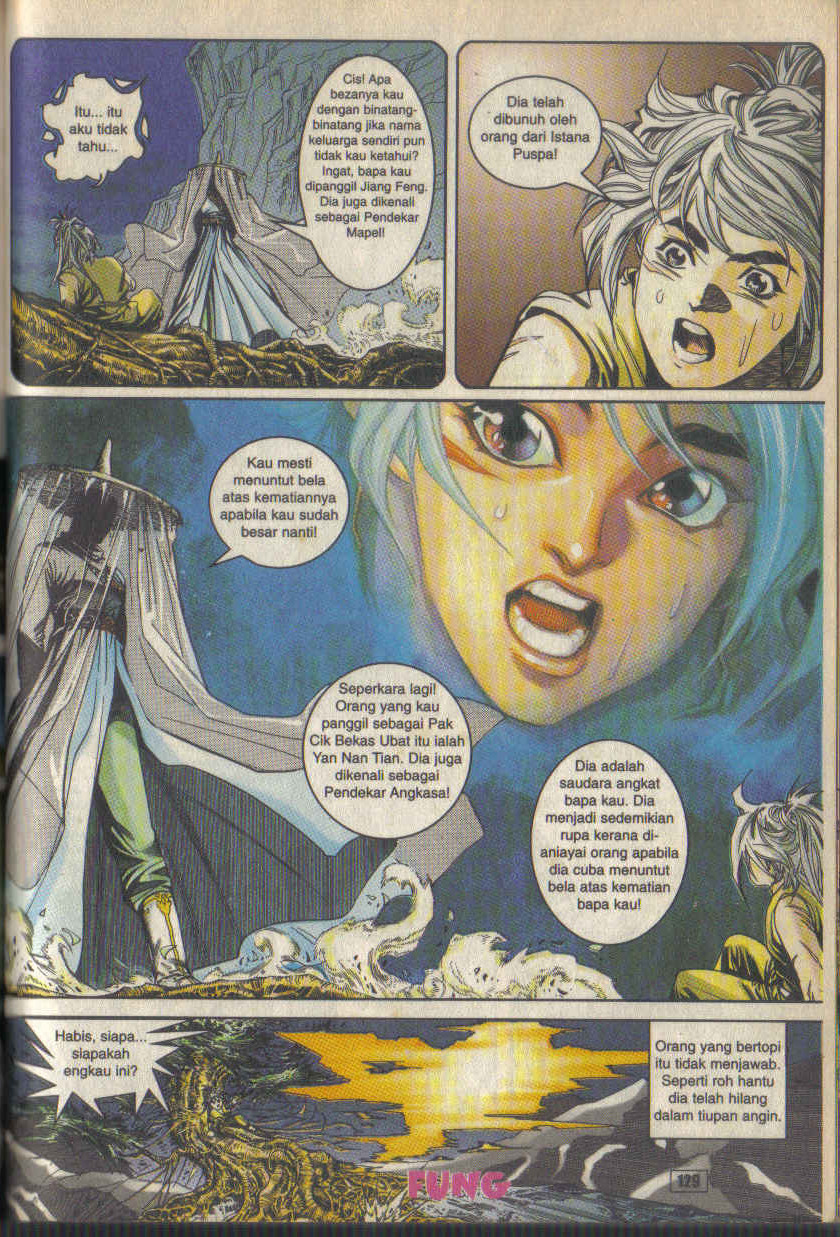 Itu... itu
aku tidak
tahu...
Cis! Apa
bezanya kau
dengan binatang-
binatang jika nama
keluarga sendiri pun
tidak kau ketahui?
Ingat, bapa kau
dipanggil Jiang Feng.
Dia juga dikenali
sebagai Pendekar
Mapel!
Dia telah
dibunuh oleh
orang dari Istana
Puspa!
Kau mesti
menuntut bela
atas kematiannya
apabila kau sudah
besar nanti!
Seperkara lagi!
Orang yang kau
panggil sebagai Pak
Cik Bekas Ubat itu ialah
Yan Nan Tian. Dia juga
dikenali sebagai
Pendekar Angkasa!
Dia adalah
saudara angkat
bapa kau. Dia
menjadi sedemikian
rupa kerana di-
aniayai orang apabila
dia cuba menuntut
bela atas kematian
bapa kau!
Habis, siapa...
siapakah
engkau ini?
Orang yang bertopi
itu tidak menjawab.
Seperti roh hantu
dia telah hilang
dalam tiupan angin.
FUNG
129